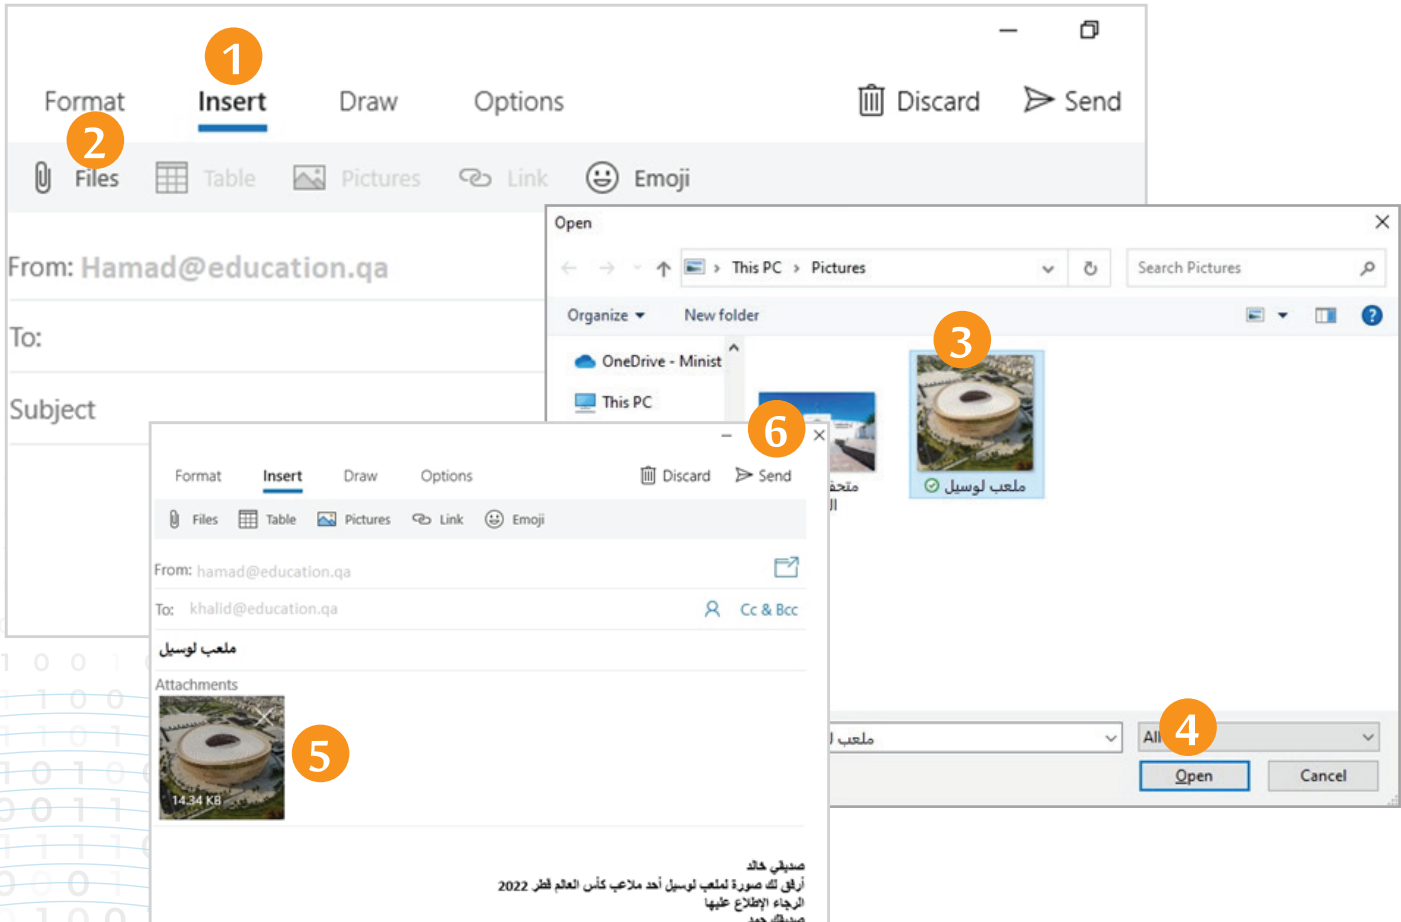 1
Format Insert Draw Options Discard Send
2
Files Table Pictures Link Emoji
From: Hamad@education.qa
To:
Subject
Open
This PC > Pictures
Search Pictures
Organize New folder
3
OneDrive - Minist
This PC
ملعب لوسيل
ملعب
All
4
Open Cancel
6
Format Insert Draw Options Discard Send
Files Table Pictures Link Emoji
From: hamad@education.qa
To: khalid@education.qa Cc & Bcc
ملعب لوسيل
Attachments
14.34 KB
5
صديقي خالد
أرفق لك صورة لملعب لوسيل أحد ملاعب كأس العالم قطر 2022
الرجاء الإطلاع عليها
صديقك حمد